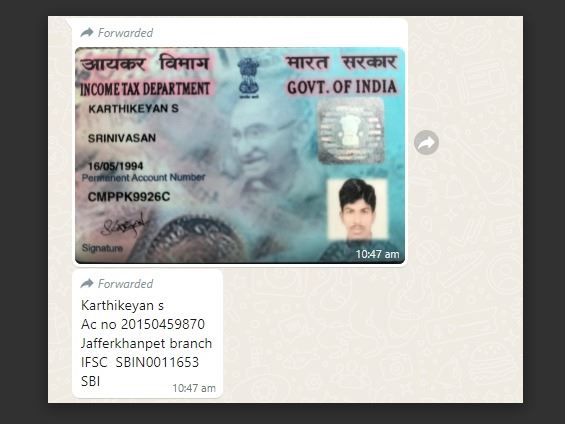 Forwarded
आयकर विभाग
भारत सरकार
INCOME TAX DEPARTMENT
GOVT. OF INDIA
KARTHIKEYAN S
SRINIVASAN
16/05/1994
Permanent Account Number
CMPPK9926C
Signature
10:47 am
Forwarded
Karthikeyan s
Ac no 20150459870
Jafferkhanpet branch
IFSC SBIN0011653
SBI
10:47 am